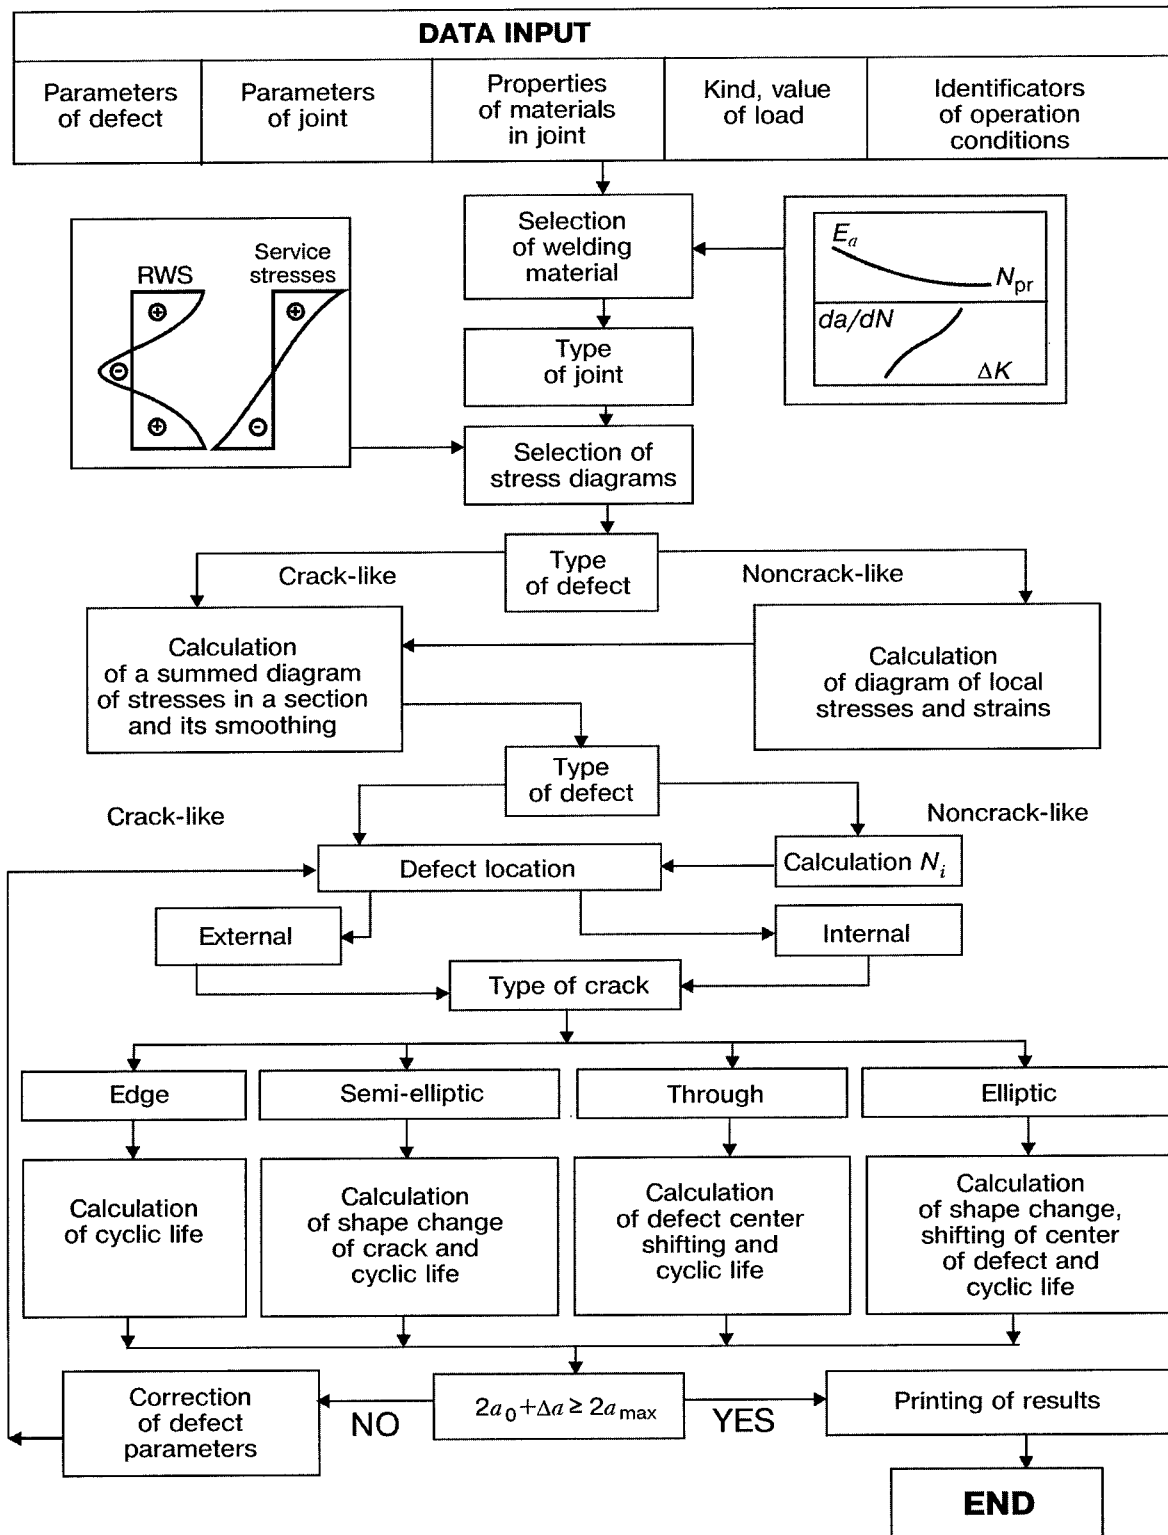 DATA INPUT
Parameters
of defect
Parameters
of joint
Properties
of materials
in joint
Kind, value
of load
Identificators
of operation
conditions
Selection
of welding
material
RWS
Service
stresses
+
−
+
+
−
E_a
N_pr
da/dN
ΔK
Type
of joint
Selection of
stress diagrams
Type
of defect
Crack-like
Noncrack-like
Calculation
of a summed diagram
of stresses in a section
and its smoothing
Calculation
of diagram of local
stresses and strains
Type
of defect
Crack-like
Noncrack-like
Defect location
Calculation N_i
External
Internal
Type of crack
Edge
Semi-elliptic
Through
Elliptic
Calculation
of cyclic life
Calculation
of shape change
of crack and
cyclic life
Calculation
of defect center
shifting and
cyclic life
Calculation
of shape change,
shifting of center
of defect and
cyclic life
Correction
of defect
parameters
NO
2a₀+Δa ≥ 2a_max
YES
Printing of results
END